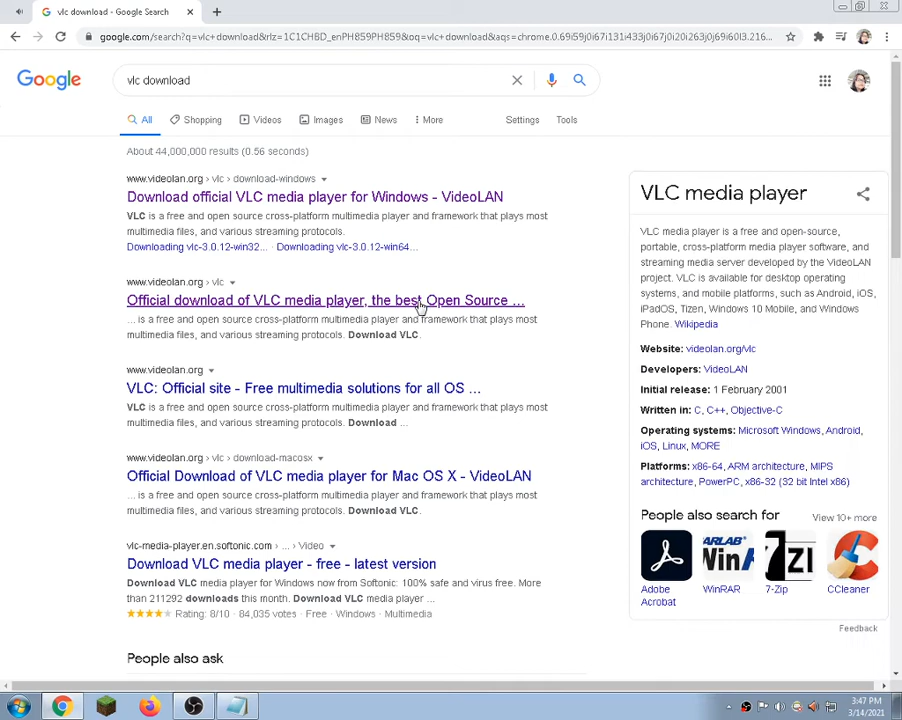 vlc download - Google Search
google.com/search?q=vlc+download&rlz=1C1CHBD_enPH859PH859&oq=vlc+download&aqs=chrome.0.69i59j0i67i131i433j0i67j0i20i263j0j69i60l3.216...
Google
vlc download
All Shopping Videos Images News More Settings Tools
About 44,000,000 results (0.56 seconds)
www.videolan.org › vlc › download-windows
Download official VLC media player for Windows - VideoLAN
VLC is a free and open source cross-platform multimedia player and framework that plays most
multimedia files, and various streaming protocols.
Downloading vlc-3.0.12-win32... · Downloading vlc-3.0.12-win64...
www.videolan.org › vlc
Official download of VLC media player, the best Open Source ...
... is a free and open source cross-platform multimedia player and framework that plays most
multimedia files, and various streaming protocols. Download VLC.
www.videolan.org
VLC: Official site - Free multimedia solutions for all OS ...
VLC is a free and open source cross-platform multimedia player and framework that plays most
multimedia files, and various streaming protocols. Download ...
www.videolan.org › vlc › download-macosx
Official Download of VLC media player for Mac OS X - VideoLAN
... is a free and open source cross-platform multimedia player and framework that plays most
multimedia files, and various streaming protocols. Download VLC.
vlc-media-player.en.softonic.com › ... › Video
Download VLC media player - free - latest version
Download VLC media player for Windows now from Softonic: 100% safe and virus free. More
than 211292 downloads this month. Download VLC media player ...
Rating: 8/10 · 84,035 votes · Free · Windows · Multimedia
People also ask
VLC media player
VLC media player is a free and open-source,
portable, cross-platform media player software, and
streaming media server developed by the VideoLAN
project. VLC is available for desktop operating
systems, and mobile platforms, such as Android, iOS,
iPadOS, Tizen, Windows 10 Mobile, and Windows
Phone. Wikipedia
Website: videolan.org/vlc
Developers: VideoLAN
Initial release: 1 February 2001
Written in: C, C++, Objective-C
Operating systems: Microsoft Windows, Android,
iOS, Linux, MORE
Platforms: x86-64, ARM architecture, MIPS
architecture, PowerPC, x86-32 (32 bit Intel x86)
People also search for View 10+ more
Adobe Acrobat
WinRAR
7-Zip
CCleaner
Feedback
3:47 PM
3/14/2021